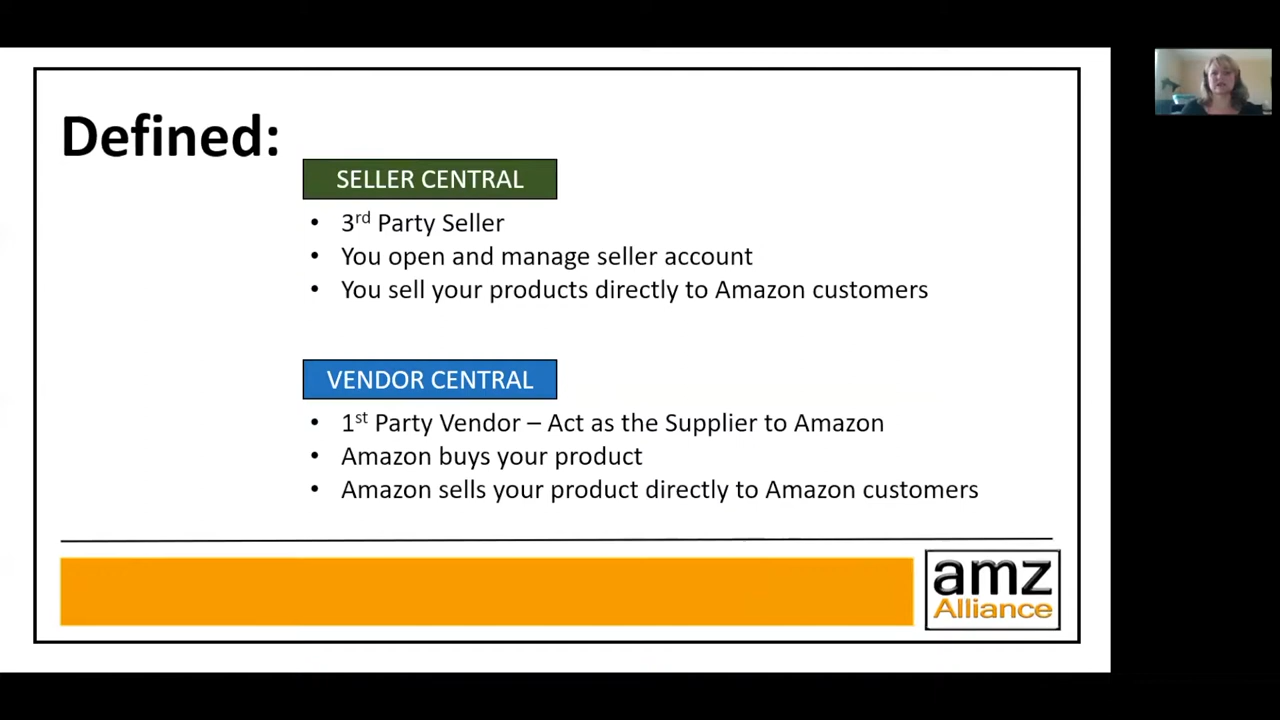 Defined:
SELLER CENTRAL
• 3rd Party Seller
• You open and manage seller account
• You sell your products directly to Amazon customers
VENDOR CENTRAL
• 1st Party Vendor – Act as the Supplier to Amazon
• Amazon buys your product
• Amazon sells your product directly to Amazon customers
amz
Alliance